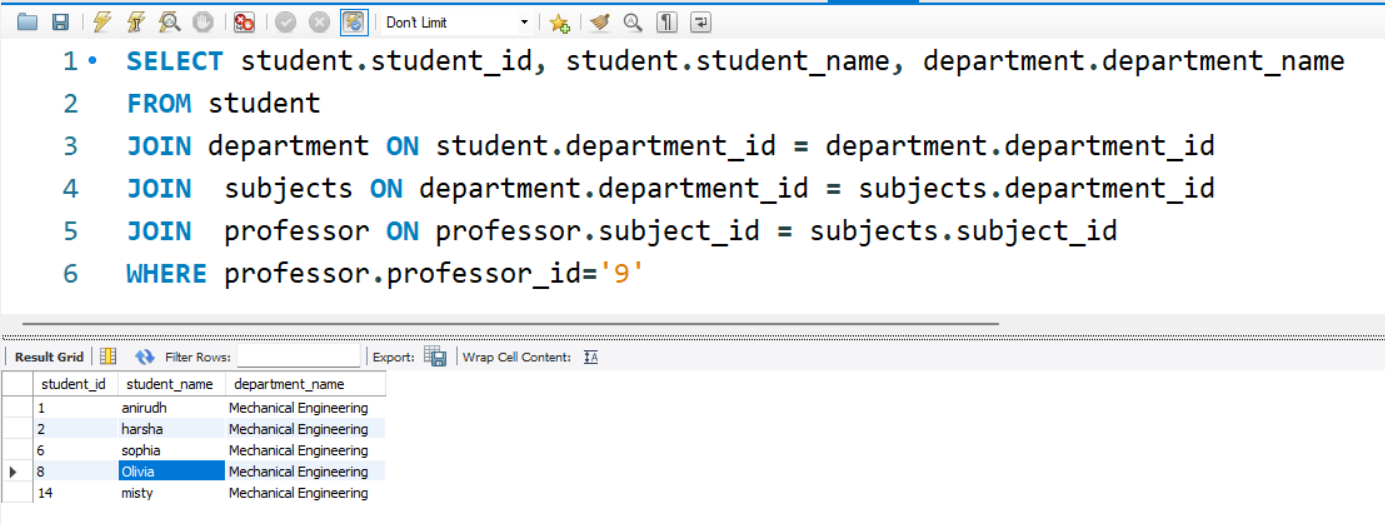 Don't Limit
1 SELECT student.student_id, student.student_name, department.department_name
2 FROM student
3 JOIN department ON student.department_id = department.department_id
4 JOIN  subjects ON department.department_id = subjects.department_id
5 JOIN  professor ON professor.subject_id = subjects.subject_id
6 WHERE professor.professor_id='9'
Result Grid Filter Rows: Export: Wrap Cell Content: IA
student_id student_name department_name
1 anirudh Mechanical Engineering
2 harsha Mechanical Engineering
6 sophia Mechanical Engineering
8 Olivia Mechanical Engineering
14 misty Mechanical Engineering